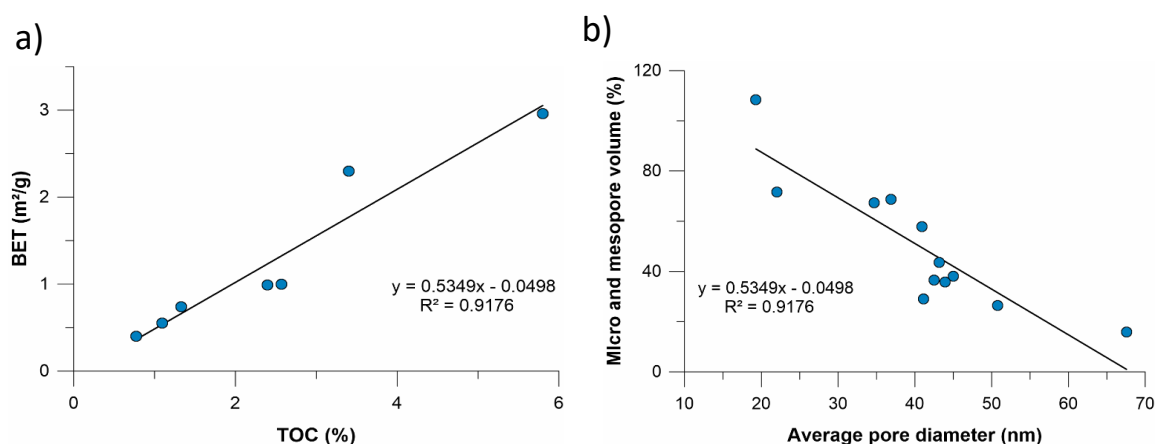 a)
BET (m²/g)
3
2
1
0
y = 0.5349x - 0.0498
R² = 0.9176
0
2
4
6
TOC (%)
b)
MIcro and mesopore volume (%)
120
80
40
0
y = 0.5349x - 0.0498
R² = 0.9176
10
20
30
40
50
60
70
Average pore diameter (nm)